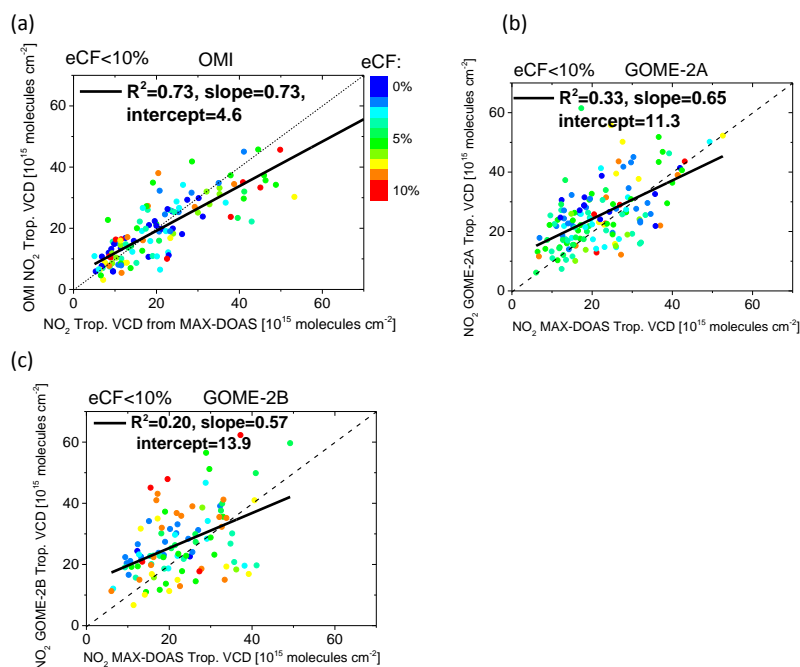 (a)
eCF<10% OMI
eCF:
R²=0.73, slope=0.73,
intercept=4.6
0%
5%
10%
60
40
20
0
OMI NO₂ Trop. VCD [10¹⁵ molecules cm⁻²]
0 20 40 60
NO₂ Trop. VCD from MAX-DOAS [10¹⁵ molecules cm⁻²]
(b)
eCF<10% GOME-2A
R²=0.33, slope=0.65
intercept=11.3
60
40
20
0
NO₂ GOME-2A Trop. VCD [10¹⁵ molecules cm⁻²]
0 20 40 60
NO₂ MAX-DOAS Trop. VCD [10¹⁵ molecules cm⁻²]
(c)
eCF<10% GOME-2B
R²=0.20, slope=0.57
intercept=13.9
60
40
20
0
NO₂ GOME-2B Trop. VCD [10¹⁵ molecules cm⁻²]
0 20 40 60
NO₂ MAX-DOAS Trop. VCD [10¹⁵ molecules cm⁻²]